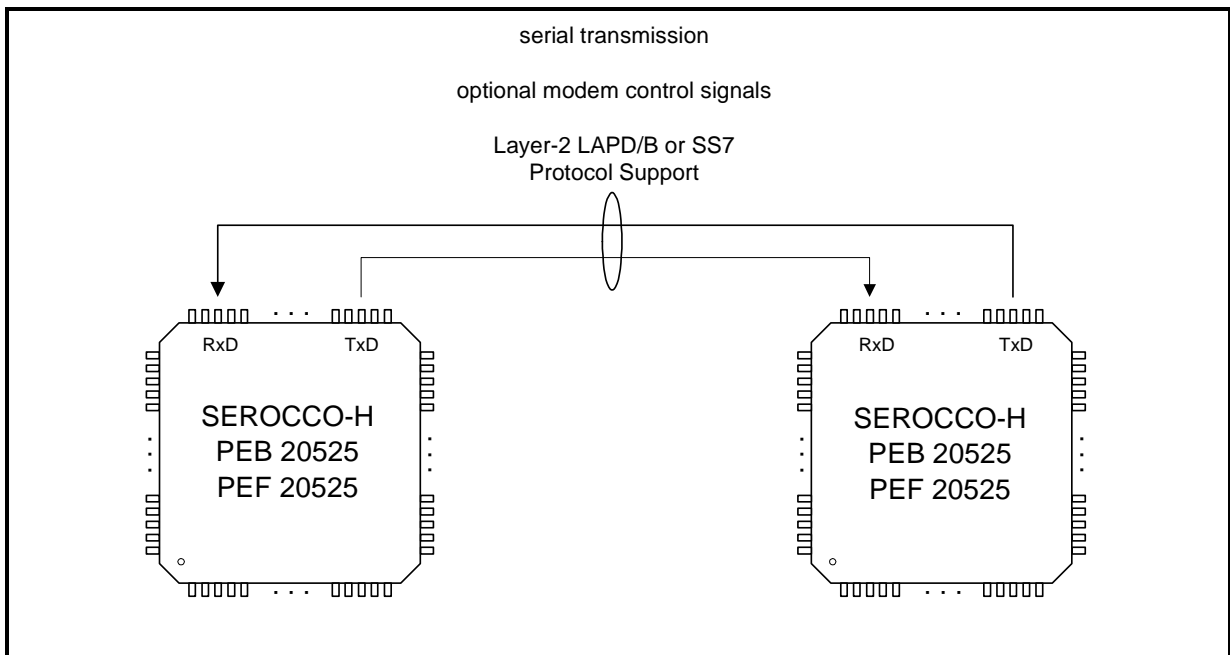 serial transmission
optional modem control signals
Layer-2 LAPD/B or SS7
Protocol Support
RxD
TxD
RxD
TxD
SEROCCO-H
PEB 20525
PEF 20525
SEROCCO-H
PEB 20525
PEF 20525